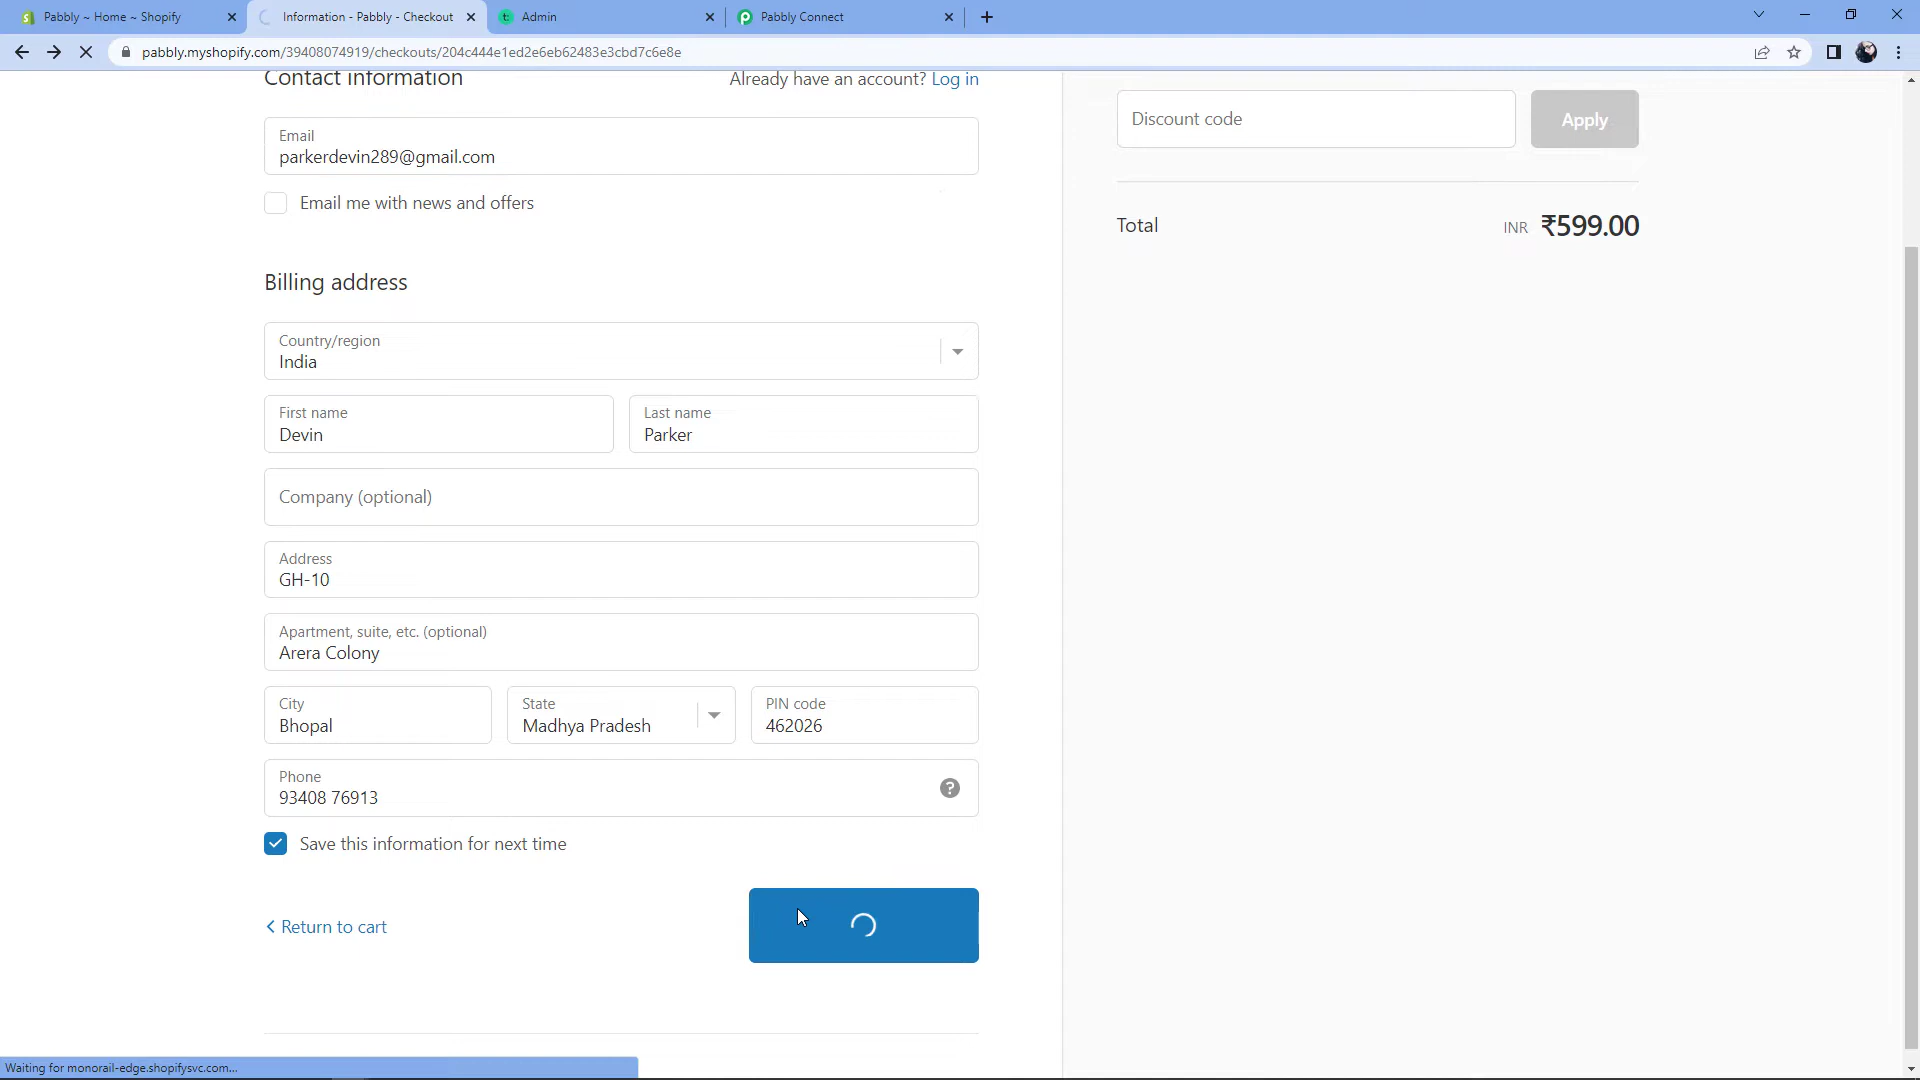 Pabbly ~ Home ~ Shopify
Information - Pabbly - Checkout
Admin
Pabbly Connect
pabbly.myshopify.com/39408074919/checkouts/204c444e1ed2e6eb62483e3cbd7c6e8e
Contact information
Already have an account? Log in
Email
parkerdevin289@gmail.com
Email me with news and offers
Billing address
Country/region
India
First name
Devin
Last name
Parker
Company (optional)
Address
GH-10
Apartment, suite, etc. (optional)
Arera Colony
City
Bhopal
State
Madhya Pradesh
PIN code
462026
Phone
93408 76913
?
Save this information for next time
Return to cart
Discount code
Apply
Total
INR ₹599.00
Waiting for monorail-edge.shopifysvc.com...